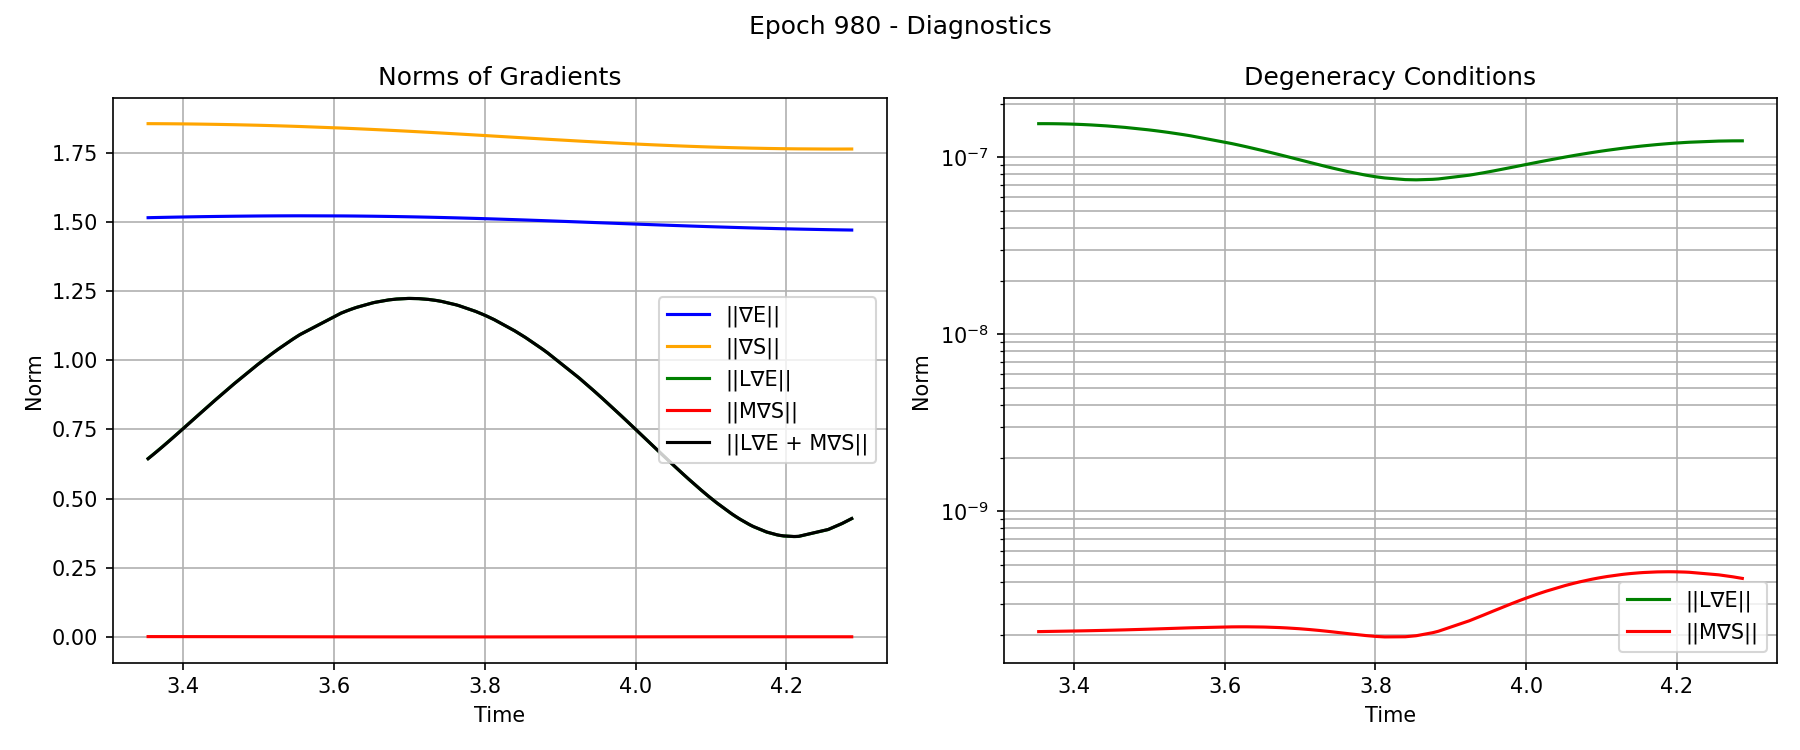 Epoch 980 - Diagnostics
Norms of Gradients
Norm
1.75
1.50
1.25
1.00
0.75
0.50
0.25
0.00
3.4 3.6 3.8 4.0 4.2
Time
||∇E||
||∇S||
||L∇E||
||M∇S||
||L∇E + M∇S||
Degeneracy Conditions
Norm
10⁻⁷
10⁻⁸
10⁻⁹
3.4 3.6 3.8 4.0 4.2
Time
||L∇E||
||M∇S||